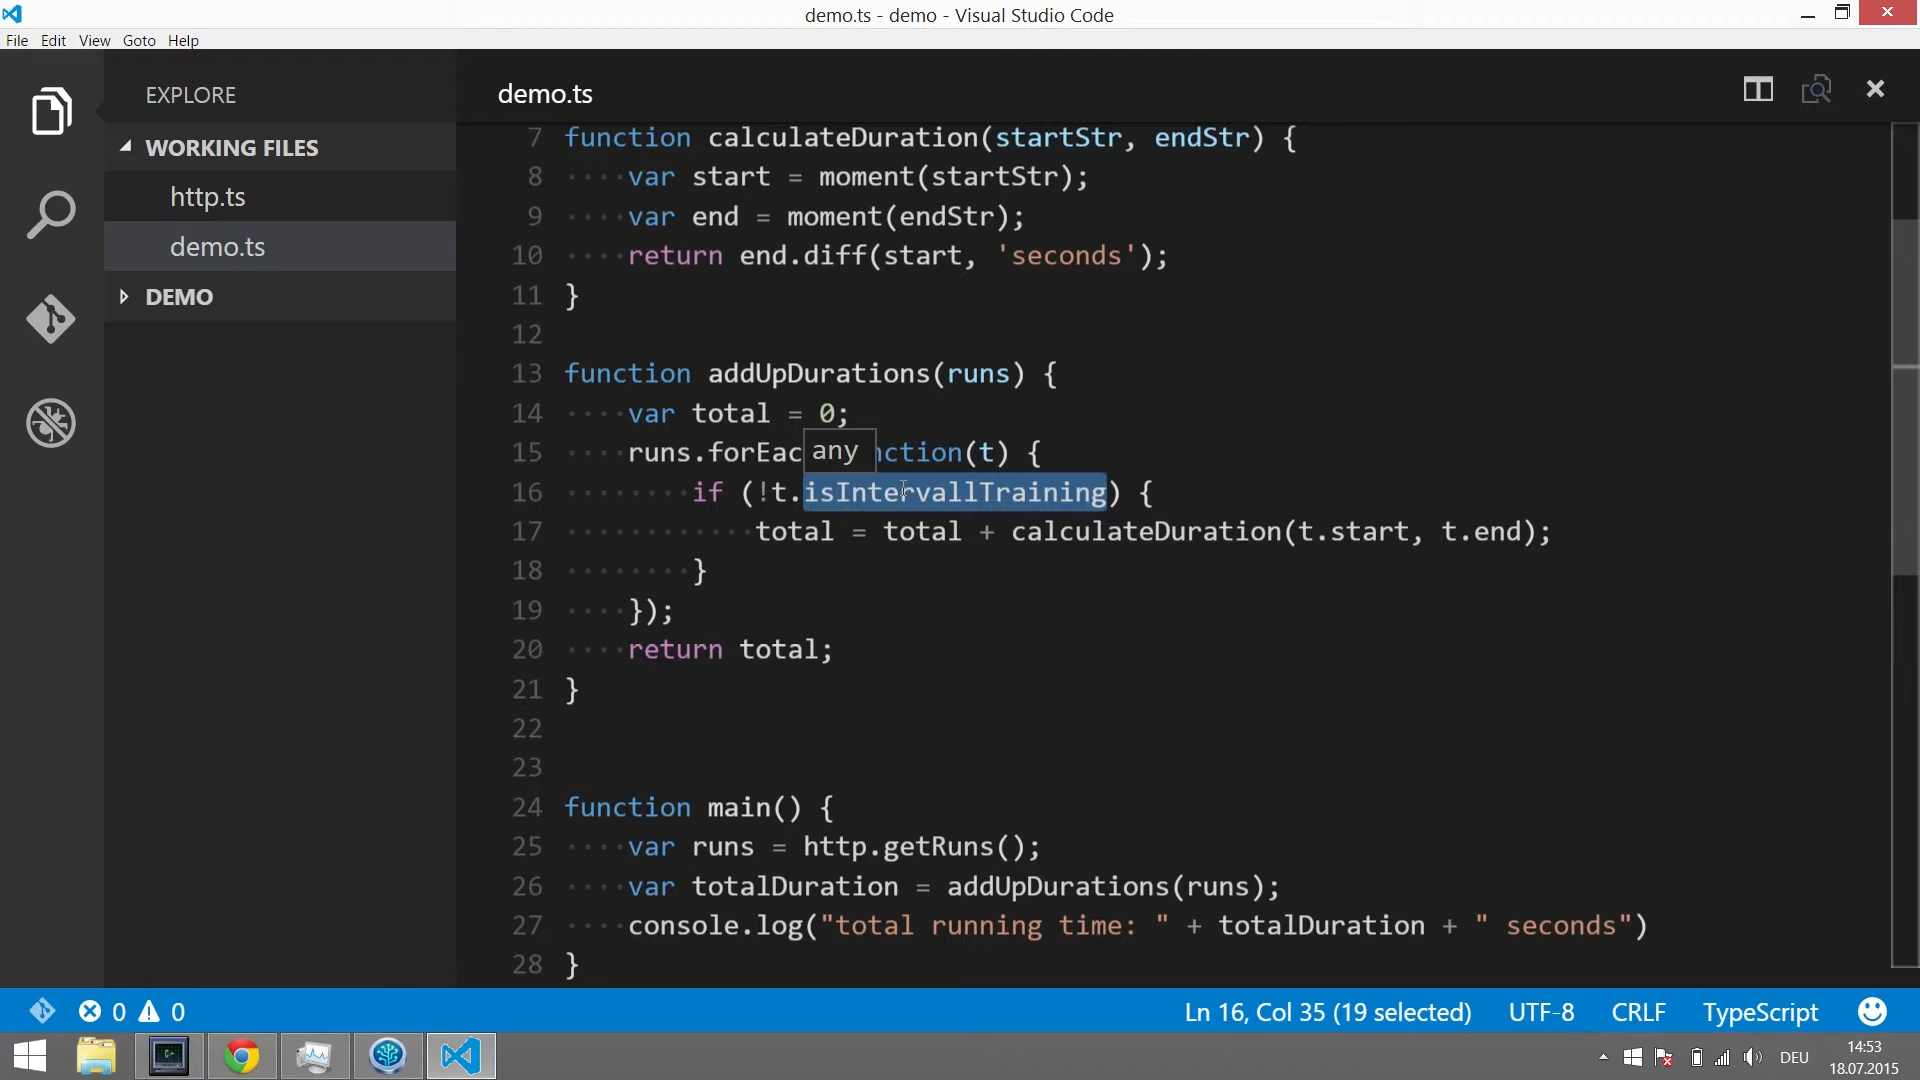 demo.ts - demo - Visual Studio Code
File Edit View Goto Help
EXPLORE
WORKING FILES
http.ts
demo.ts
DEMO
demo.ts
7 function calculateDuration(startStr, endStr) {
8 ····var start = moment(startStr);
9 ····var end = moment(endStr);
10 ····return end.diff(start, 'seconds');
11 }
12
13 function addUpDurations(runs) {
14 ····var total = 0;
any
15 ····runs.forEac nction(t) {
16 ········if (!t.isIntervallTraining) {
17 ············total = total + calculateDuration(t.start, t.end);
18 ········}
19 ····});
20 ····return total;
21 }
22
23
24 function main() {
25 ····var runs = http.getRuns();
26 ····var totalDuration = addUpDurations(runs);
27 ····console.log("total running time: " + totalDuration + " seconds")
28 }
0 0 Ln 16, Col 35 (19 selected) UTF-8 CRLF TypeScript
DEU
14:53
18.07.2015